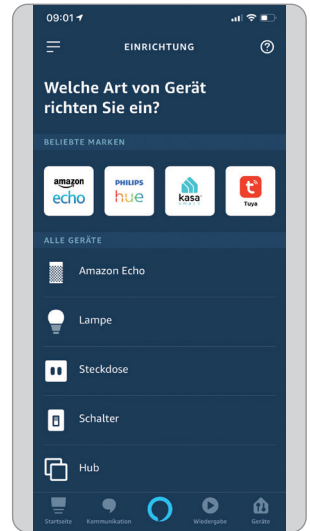 09:01
EINRICHTUNG
Welche Art von Gerät
richten Sie ein?
BELIEBTE MARKEN
amazon
echo
PHILIPS
hue
kasa
smart
Tuya
ALLE GERÄTE
Amazon Echo
Lampe
Steckdose
Schalter
Hub
Startseite Kommunikation Wiedergabe Geräte